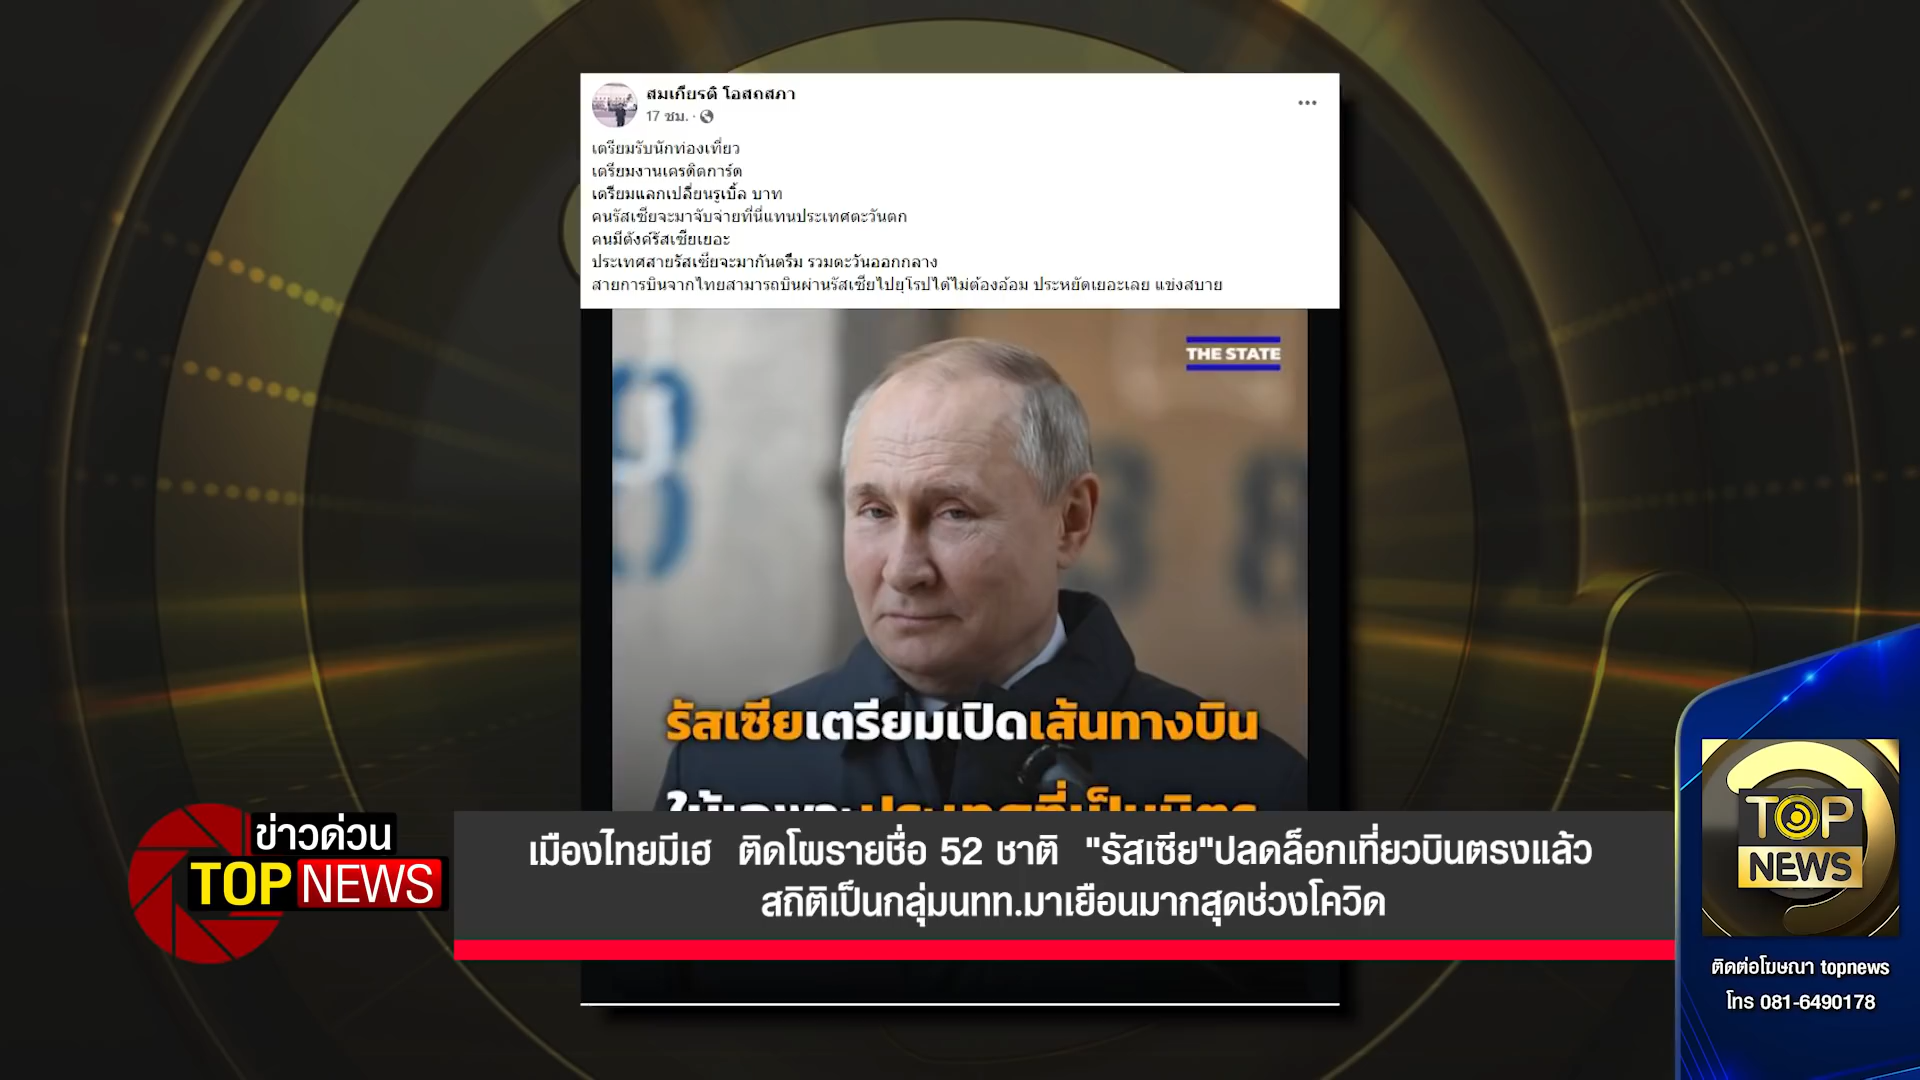 สมเกียรติ โอสถสภา
17 ชม. ·
เตรียมรับนักท่องเที่ยว
เตรียมงานเครดิตการ์ด
เตรียมแลกเปลี่ยนรูเบิ้ล บาท
คนรัสเซียจะมาจับจ่ายที่นี่แทนประเทศตะวันตก
คนมีตังค์รัสเซียเยอะ
ประเทศสายรัสเซียจะมากันตรึม รวมตะวันออกกลาง
สายการบินจากไทยสามารถบินผ่านรัสเซียไปยุโรปได้ไม่ต้องอ้อม ประหยัดเยอะเลย แข่งสบาย
THE STATE
รัสเซียเตรียมเปิดเส้นทางบิน
ข่าวด่วน
TOP NEWS
เมืองไทยมีเฮ ติดโผรายชื่อ 52 ชาติ "รัสเซีย"ปลดล็อกเที่ยวบินตรงแล้ว
สถิติเป็นกลุ่มนทท.มาเยือนมากสุดช่วงโควิด
TOP
NEWS
ติดต่อโฆษณา topnews
โทร 081-6490178